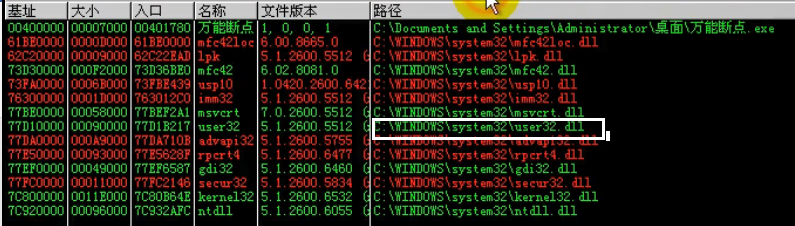 基址 大小 入口 名称 文件版本 路径
00400000 00007000 00401780 万能断点 1, 0, 0, 1 C:\Documents and Settings\Administrator\桌面\万能断点.exe
61BE0000 0000D000 61BE0000 mfc42loc 6.00.8665.0 C:\WINDOWS\system32\mfc42loc.dll
62C20000 00009000 62C22EAD lpk 5.1.2600.5512 ( C:\WINDOWS\system32\lpk.dll
73D30000 000F2000 73D36BE0 mfc42 6.02.8081.0 C:\WINDOWS\system32\mfc42.dll
73FA0000 0006B000 73FBE439 usp10 1.0420.2600.642 C:\WINDOWS\system32\usp10.dll
76300000 0001D000 763012C0 imm32 5.1.2600.5512 ( C:\WINDOWS\system32\imm32.dll
77BE0000 00058000 77BEF2A1 msvcrt 7.0.2600.5512 ( C:\WINDOWS\system32\msvcrt.dll
77D10000 00090000 77D1B217 user32 5.1.2600.5512 ( C:\WINDOWS\system32\user32.dll
77DA0000 000A9000 77DA710B advapi32 5.1.2600.5755 ( C:\WINDOWS\system32\advapi32.dll
77E50000 00093000 77E5628F rpcrt4 5.1.2600.6477 ( C:\WINDOWS\system32\rpcrt4.dll
77EF0000 00049000 77EF6587 gdi32 5.1.2600.6460 ( C:\WINDOWS\system32\gdi32.dll
77FC0000 00011000 77FC2146 secur32 5.1.2600.5834 ( C:\WINDOWS\system32\secur32.dll
7C800000 0011E000 7C80B64E kernel32 5.1.2600.6532 ( C:\WINDOWS\system32\kernel32.dll
7C920000 00096000 7C932AFC ntdll 5.1.2600.6055 ( C:\WINDOWS\system32\ntdll.dll